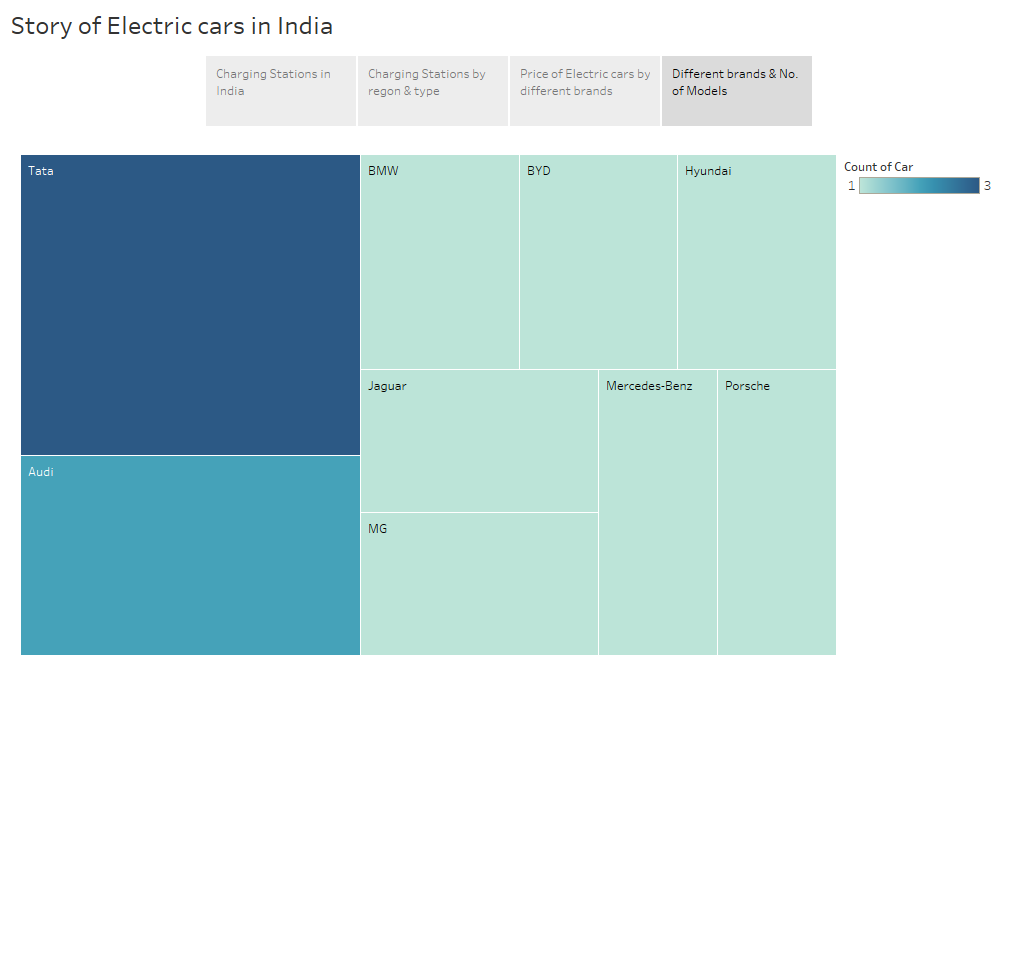 Story of Electric cars in India
Charging Stations in
India
Charging Stations by
regon & type
Price of Electric cars by
different brands
Different brands & No.
of Models
Tata
BMW
BYD
Hyundai
Count of Car
1
3
Jaguar
Mercedes-Benz
Porsche
Audi
MG